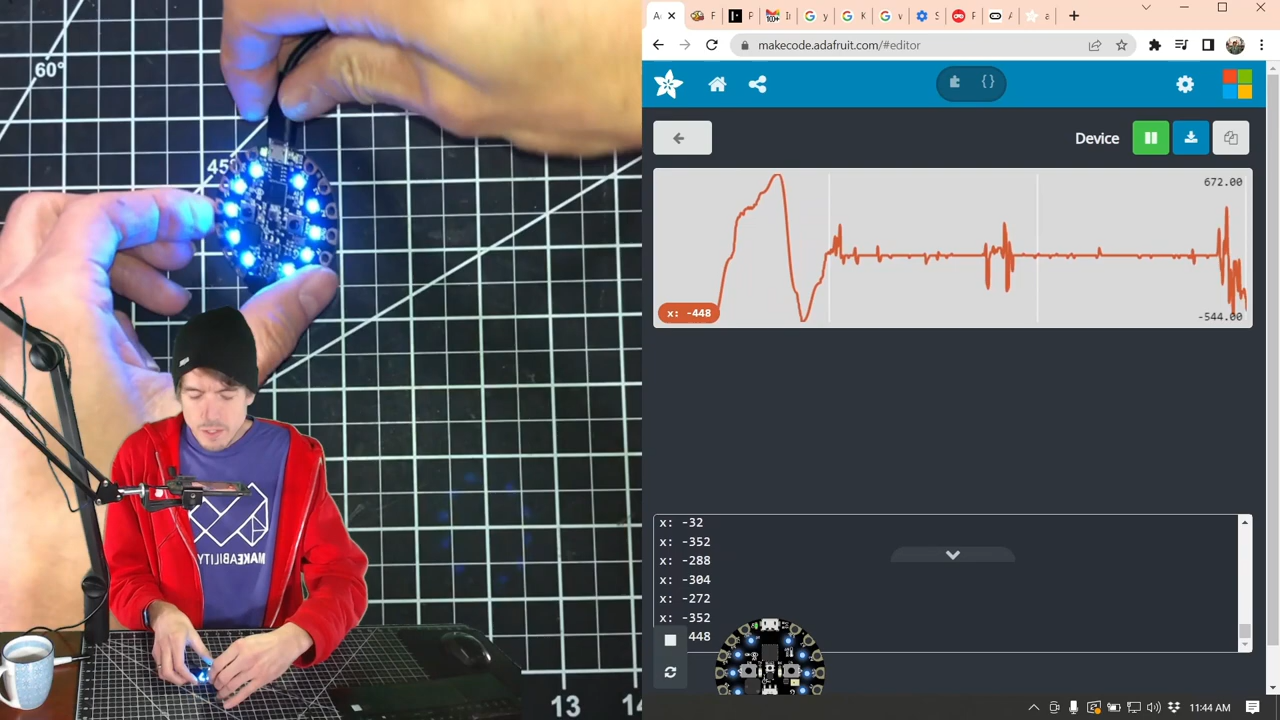 60°
45°
13
MAKEABILITY
A
F
P
I
y
K
v
S
F
A
a
makecode.adafruit.com/#editor
{}
Device
672.00
x: -448
-544.00
x: -32
x: -352
x: -288
x: -304
x: -272
x: -352
448
11:44 AM